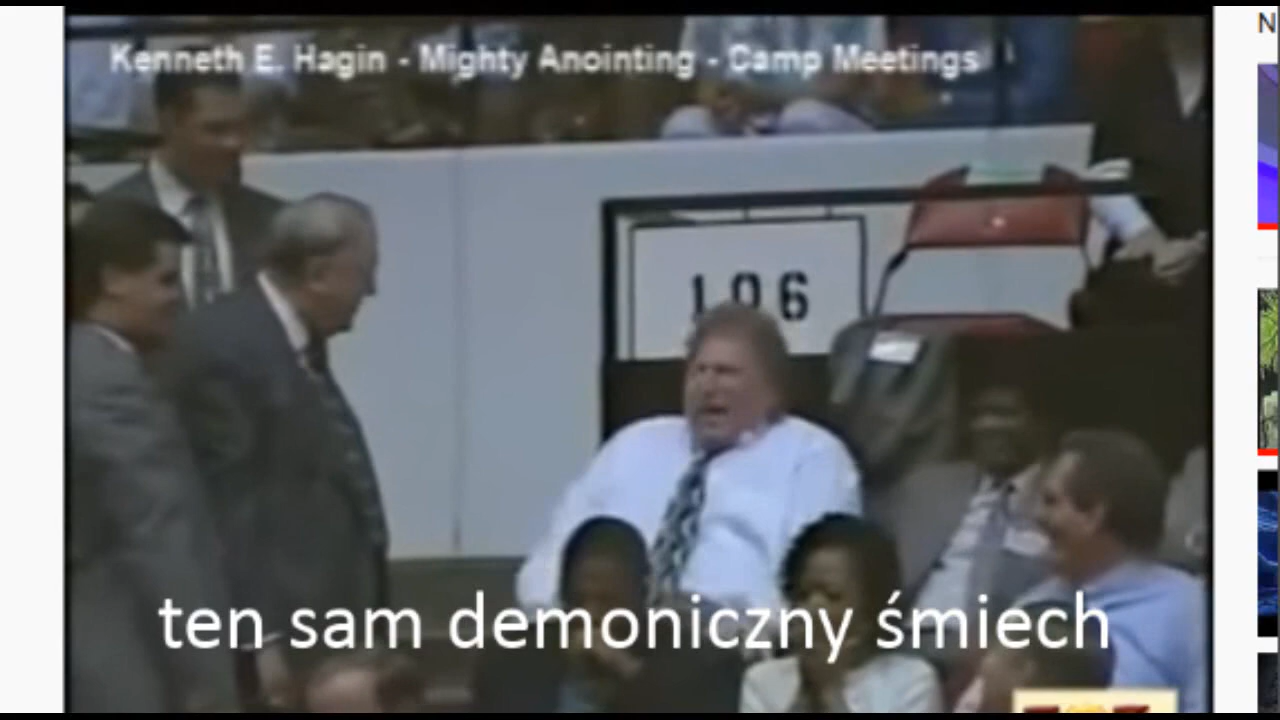 N
Kenneth E. Hagin - Mighty Anointing - Camp Meetings
106
ten sam demoniczny śmiech